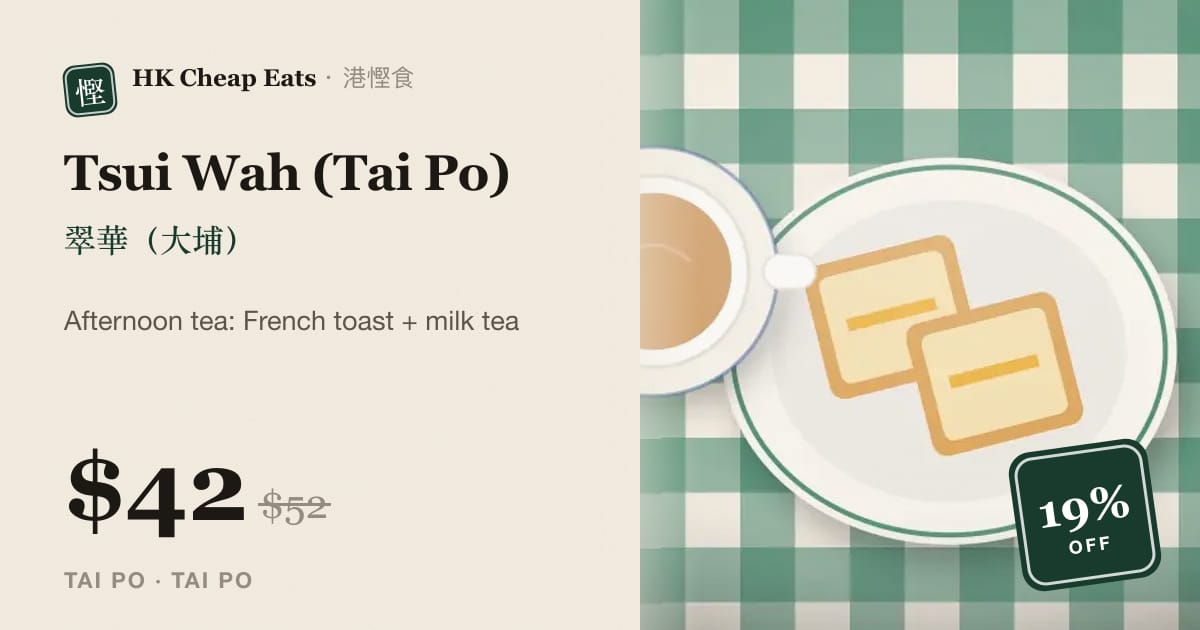 慳
HK Cheap Eats · 港慳食
Tsui Wah (Tai Po)
翠華（大埔）
Afternoon tea: French toast + milk tea
$42 $52
TAI PO · TAI PO
19%
OFF